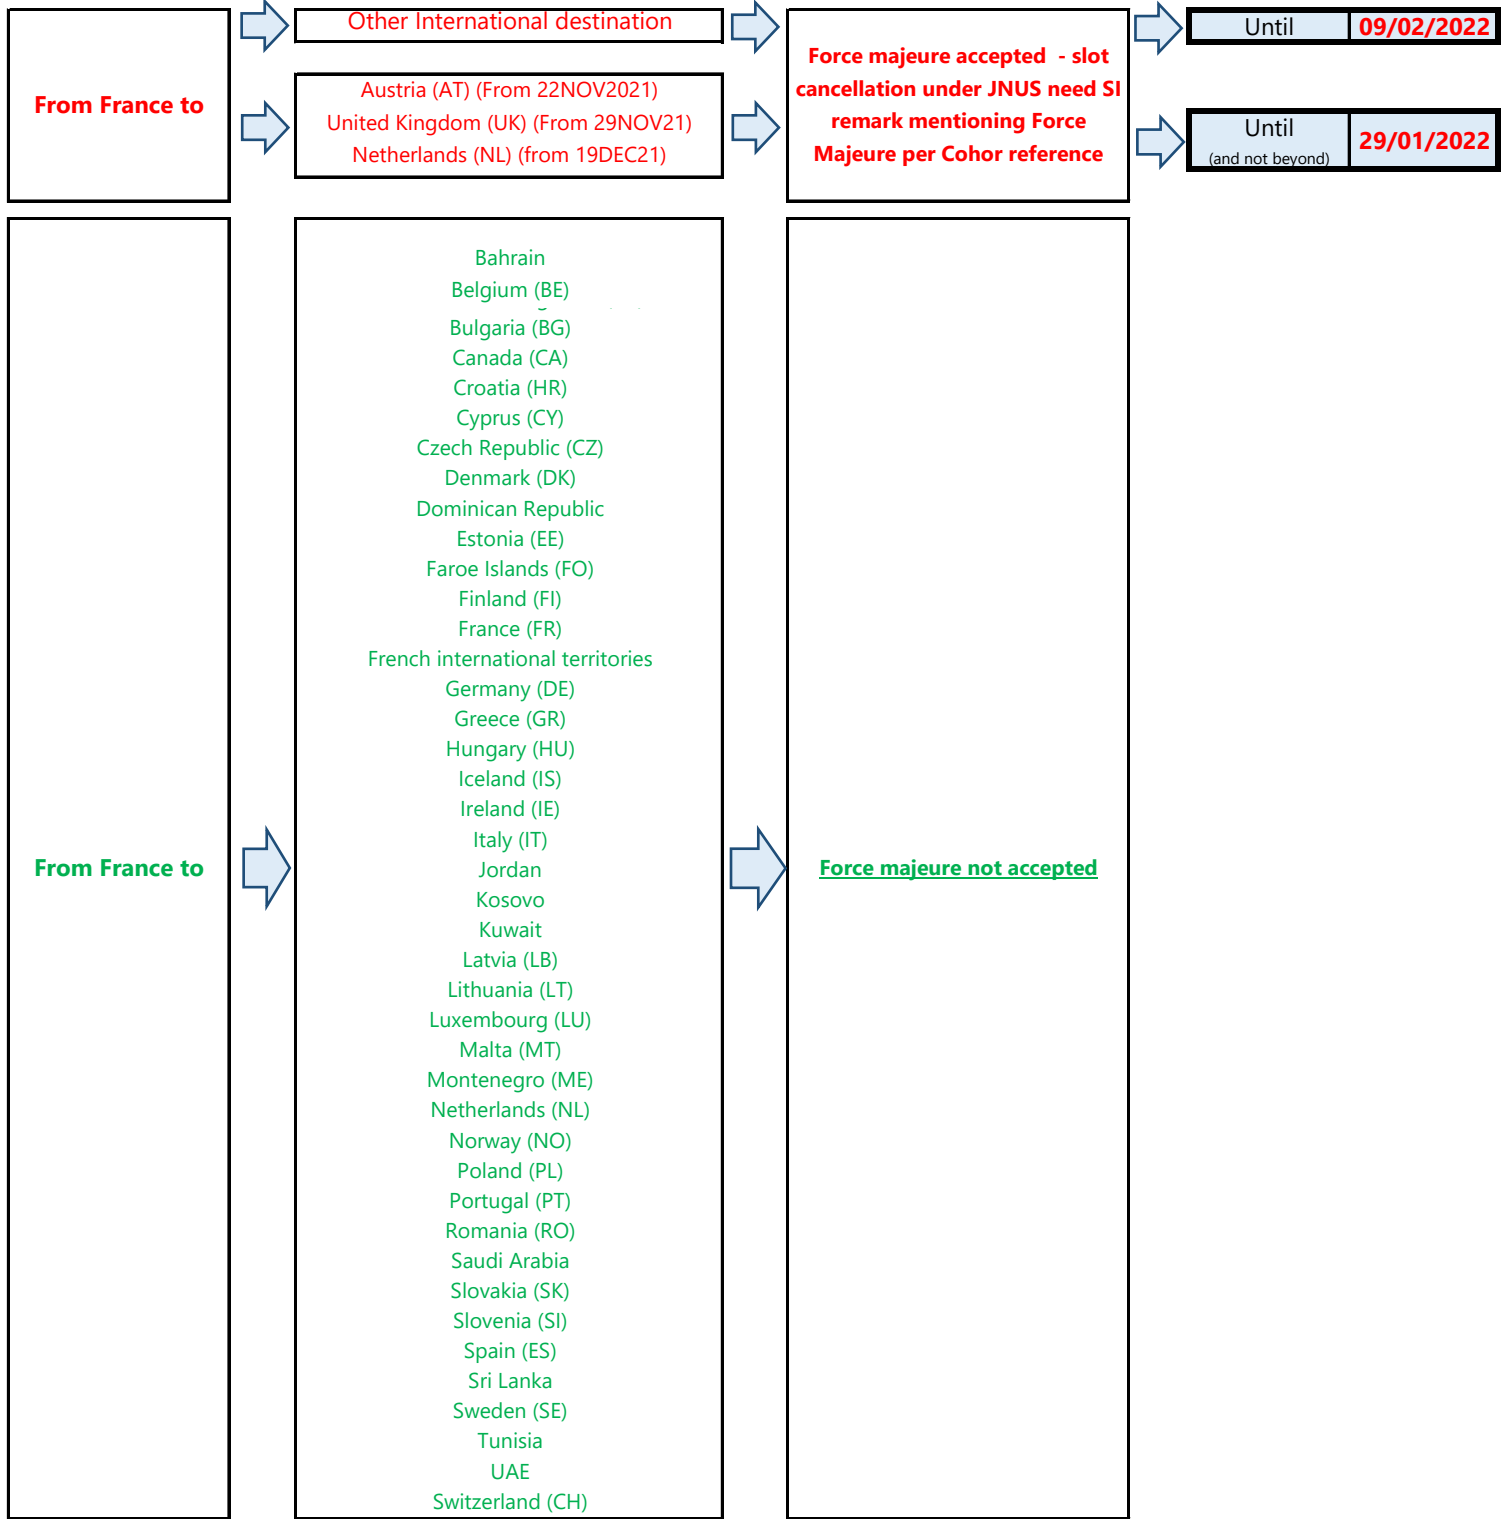 Other International destination
Until 09/02/2022
From France to
Austria (AT) (From 22NOV2021)
United Kingdom (UK) (From 29NOV21)
Netherlands (NL) (from 19DEC21)
Force majeure accepted - slot
cancellation under JNUS need SI
remark mentioning Force
Majeure per Cohor reference
Until
(and not beyond)
29/01/2022
From France to
Bahrain
Belgium (BE)
Bulgaria (BG)
Canada (CA)
Croatia (HR)
Cyprus (CY)
Czech Republic (CZ)
Denmark (DK)
Dominican Republic
Estonia (EE)
Faroe Islands (FO)
Finland (FI)
France (FR)
French international territories
Germany (DE)
Greece (GR)
Hungary (HU)
Iceland (IS)
Ireland (IE)
Italy (IT)
Jordan
Kosovo
Kuwait
Latvia (LB)
Lithuania (LT)
Luxembourg (LU)
Malta (MT)
Montenegro (ME)
Netherlands (NL)
Norway (NO)
Poland (PL)
Portugal (PT)
Romania (RO)
Saudi Arabia
Slovakia (SK)
Slovenia (SI)
Spain (ES)
Sri Lanka
Sweden (SE)
Tunisia
UAE
Switzerland (CH)
Force majeure not accepted